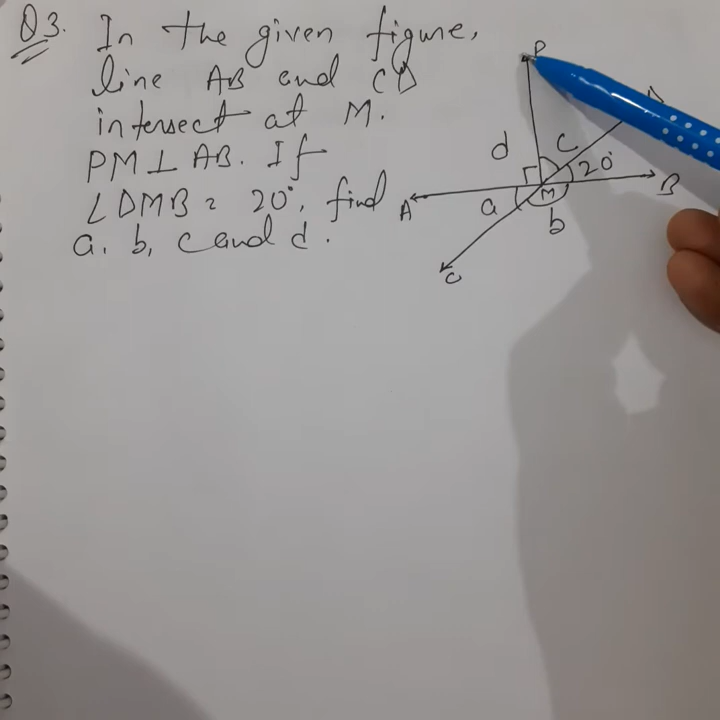 Q3. In the given figure,
line AB and CD
intersect at M.
PM ⊥ AB. If
∠DMB = 20°, find
a, b, c and d.
P
d
c
20°
A
a
M
B
b
C